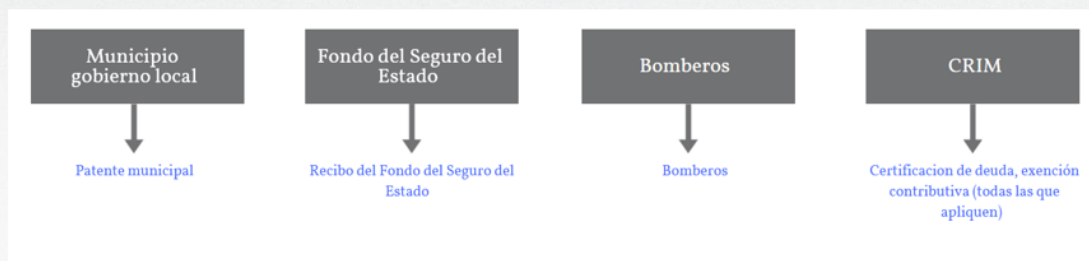 Municipio
gobierno local
Fondo del Seguro del
Estado
Bomberos
CRIM
Patente municipal
Recibo del Fondo del Seguro del
Estado
Bomberos
Certificacion de deuda, exención
contributiva (todas las que
apliquen)